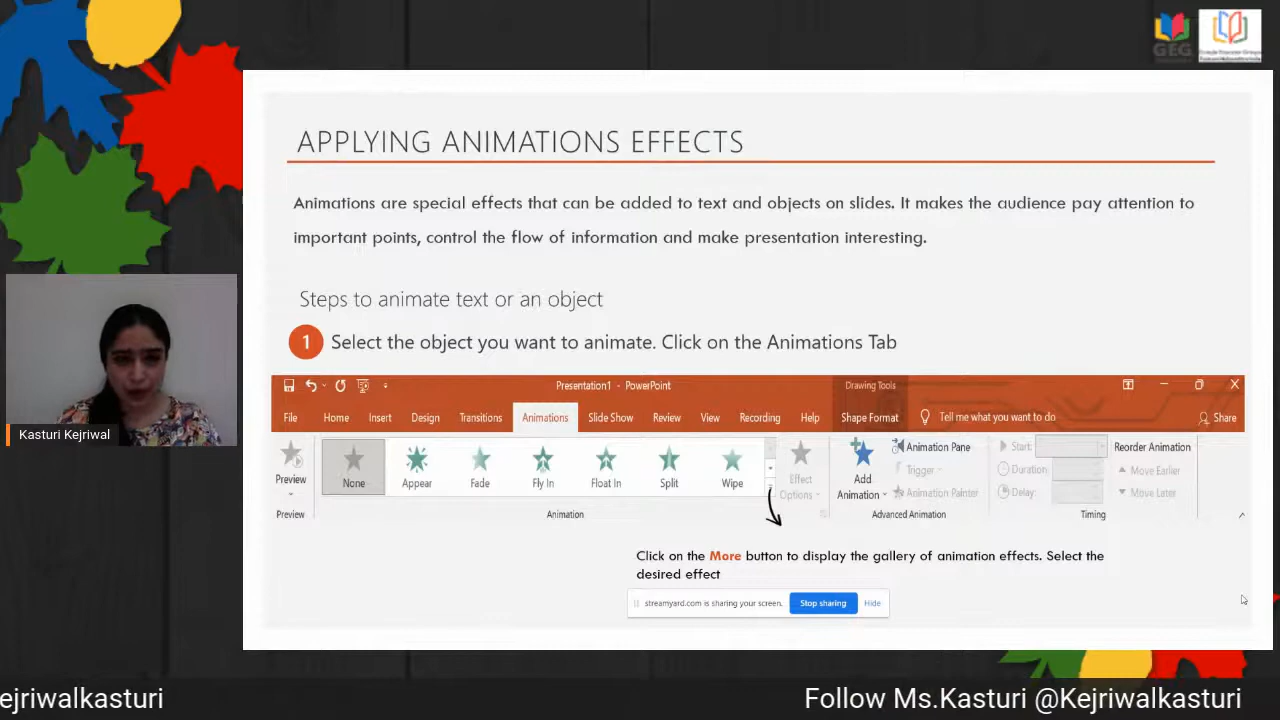 GEG
APPLYING ANIMATIONS EFFECTS
Animations are special effects that can be added to text and objects on slides. It makes the audience pay attention to
important points, control the flow of information and make presentation interesting.
Steps to animate text or an object
1 Select the object you want to animate. Click on the Animations Tab
Presentation1 - PowerPoint
Drawing Tools
File Home Insert Design Transitions Animations Slide Show Review View Recording Help Shape Format Tell me what you want to do Share
Preview
None Appear Fade Fly In Float In Split Wipe
Effect
Options
Add
Animation
Animation Pane
Trigger
Animation Painter
Start:
Duration:
Delay:
Reorder Animation
Move Earlier
Move Later
Preview Animation Advanced Animation Timing
Click on the More button to display the gallery of animation effects. Select the
desired effect
streamyard.com is sharing your screen. Stop sharing Hide
Kasturi Kejriwal
ejriwalkasturi
Follow Ms.Kasturi @Kejriwalkasturi